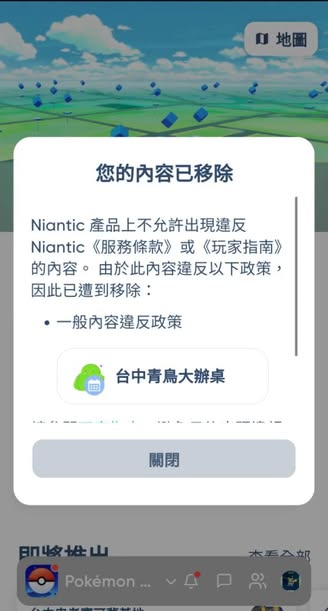 地圖
您的內容已移除
Niantic 產品上不允許出現違反
Niantic《服務條款》或《玩家指南》
的內容。 由於此內容違反以下政策，
因此已遭到移除：
• 一般內容違反政策
台中青鳥大辦桌
關閉
即將推出
查看全部
Pokémon ...